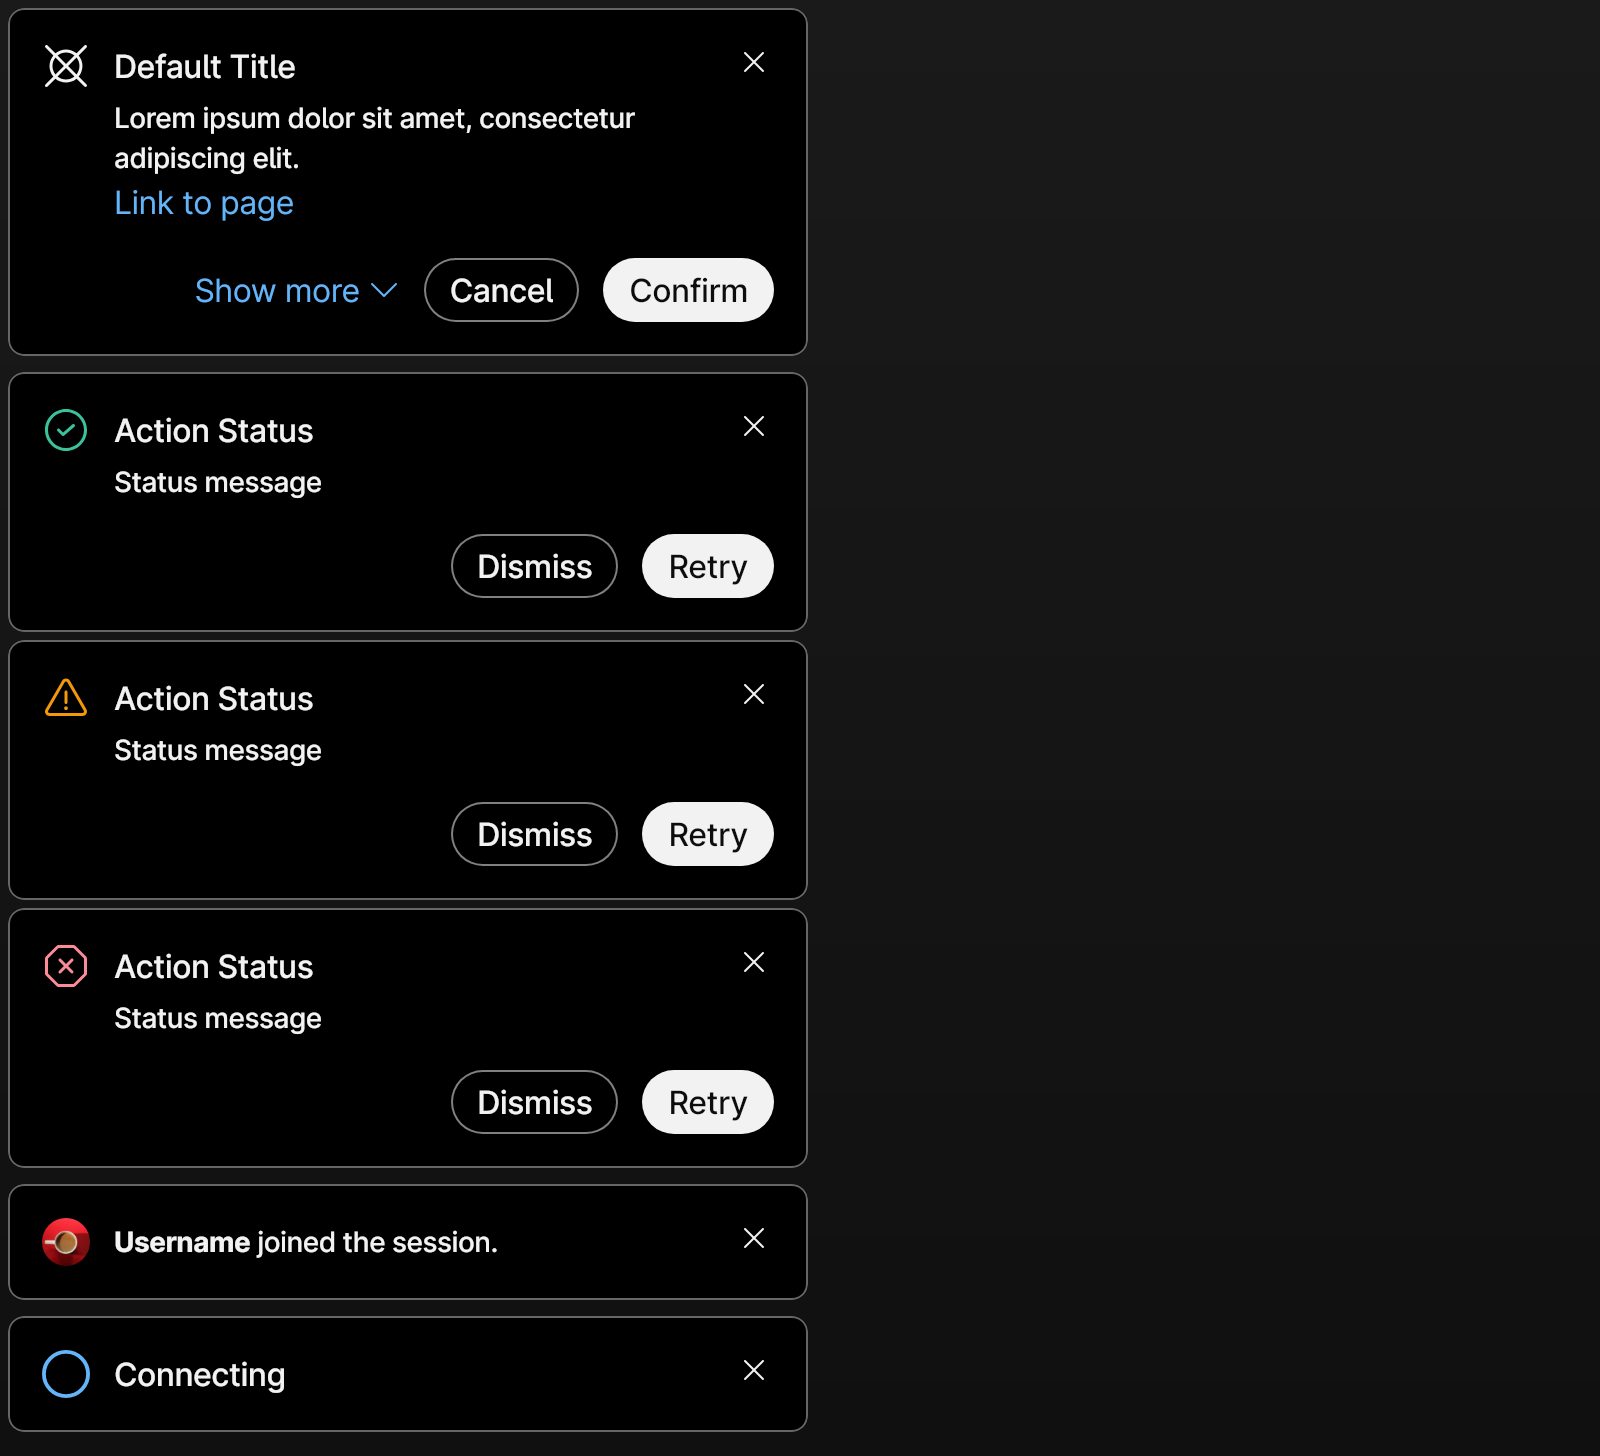 Default Title
Lorem ipsum dolor sit amet, consectetur
adipiscing elit.
Link to page
Show more Cancel Confirm
Action Status
Status message
Dismiss Retry
Action Status
Status message
Dismiss Retry
Action Status
Status message
Dismiss Retry
Username joined the session.
Connecting